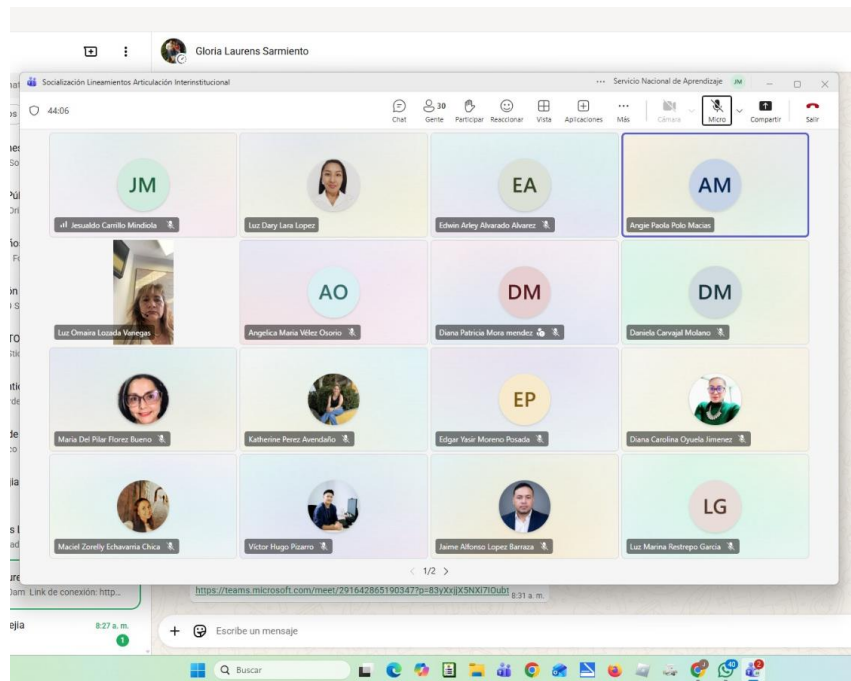 Gloria Laurens Sarmiento
Socialización Lineamientos Articulación Interinstitucional
Servicio Nacional de Aprendizaje
JM
44:06
Chat
30
Gente
Participar
Reaccionar
Vista
Aplicaciones
Más
Cámara
Micro
Compartir
Salir
JM
Jesualdo Carrillo Mindiola
Luz Dary Lara Lopez
EA
Edwin Arley Alvarado Alvarez
AM
Angie Paola Polo Macias
Luz Omaira Lozada Vanegas
AO
Angelica Maria Vélez Osorio
DM
Diana Patricia Mora mendez
DM
Daniela Carvajal Molano
Maria Del Pilar Florez Bueno
Katherine Perez Avendaño
EP
Edgar Yasir Moreno Posada
Diana Carolina Oyuela Jimenez
Maciel Zorelly Echavarria Chica
Víctor Hugo Pizarro
Jaime Alfonso Lopez Barraza
LG
Luz Marina Restrepo Garcia
1/2
Link de conexión: http...
https://teams.microsoft.com/meet/291642865190347?p=83yXxjjX5NXI7IOubt
8:31 a. m.
8:27 a. m.
1
Escribe un mensaje
Buscar